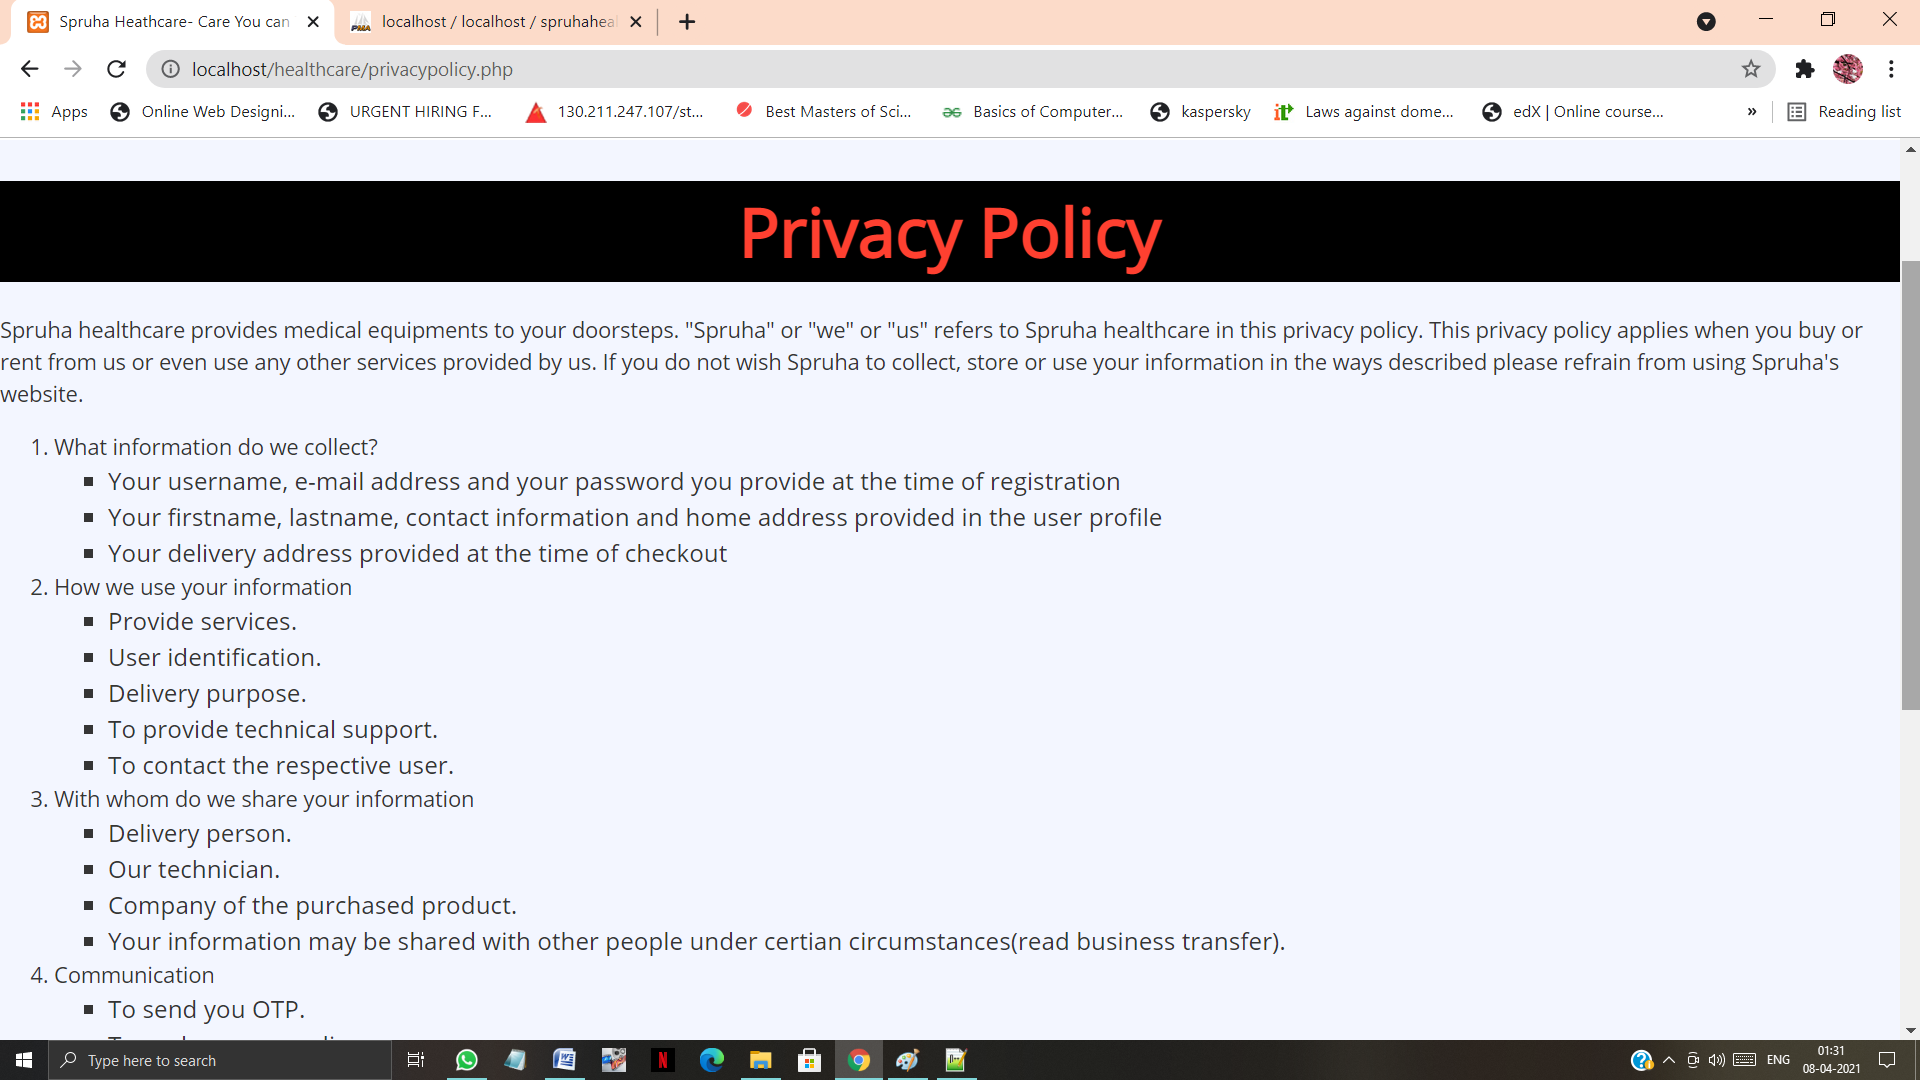 Spruha Heathcare- Care You can
localhost / localhost / spruhaheal
localhost/healthcare/privacypolicy.php
Apps
Online Web Designi...
URGENT HIRING F...
130.211.247.107/st...
Best Masters of Sci...
Basics of Computer...
kaspersky
Laws against dome...
edX | Online course...
»
Reading list
Privacy Policy
Spruha healthcare provides medical equipments to your doorsteps. "Spruha" or "we" or "us" refers to Spruha healthcare in this privacy policy. This privacy policy applies when you buy or
rent from us or even use any other services provided by us. If you do not wish Spruha to collect, store or use your information in the ways described please refrain from using Spruha's
website.
1. What information do we collect?
Your username, e-mail address and your password you provide at the time of registration
Your firstname, lastname, contact information and home address provided in the user profile
Your delivery address provided at the time of checkout
2. How we use your information
Provide services.
User identification.
Delivery purpose.
To provide technical support.
To contact the respective user.
3. With whom do we share your information
Delivery person.
Our technician.
Company of the purchased product.
Your information may be shared with other people under certian circumstances(read business transfer).
4. Communication
To send you OTP.
Type here to search
ENG
01:31
08-04-2021